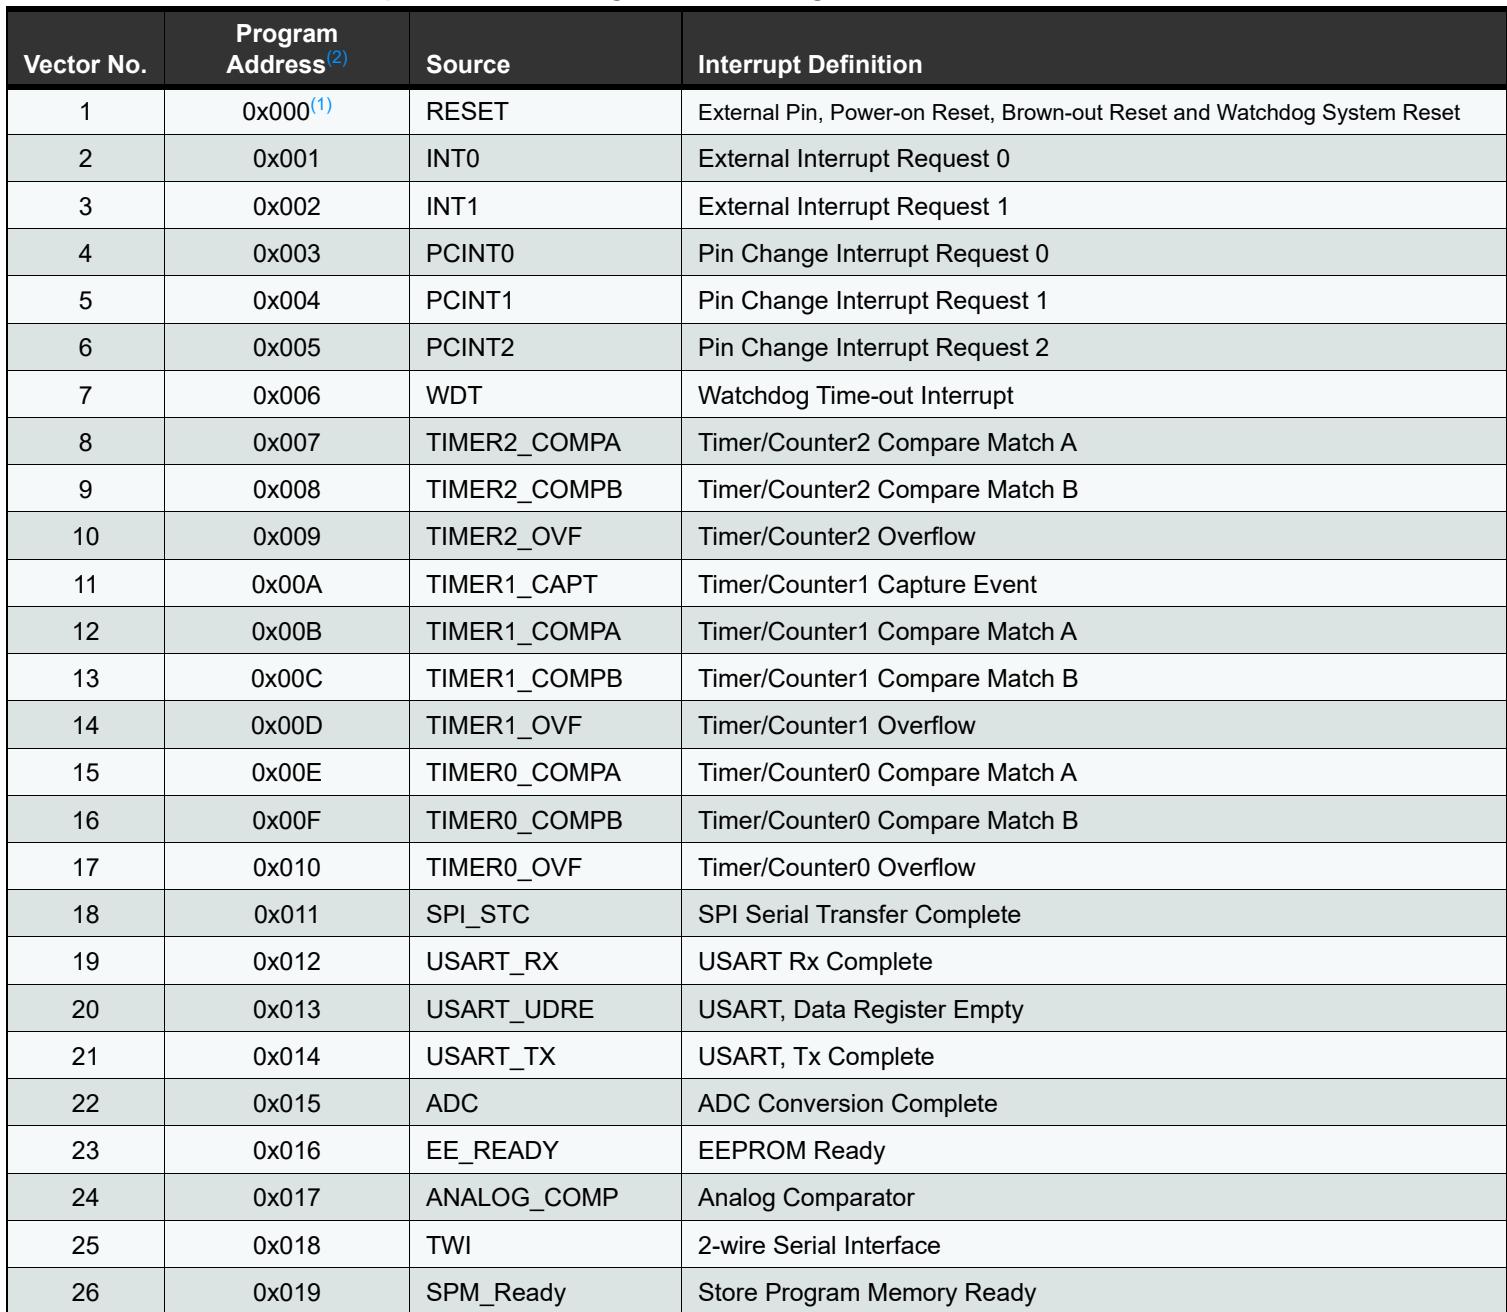 Vector No. Program Address(2) Source Interrupt Definition
1 0x000(1) RESET External Pin, Power-on Reset, Brown-out Reset and Watchdog System Reset
2 0x001 INT0 External Interrupt Request 0
3 0x002 INT1 External Interrupt Request 1
4 0x003 PCINT0 Pin Change Interrupt Request 0
5 0x004 PCINT1 Pin Change Interrupt Request 1
6 0x005 PCINT2 Pin Change Interrupt Request 2
7 0x006 WDT Watchdog Time-out Interrupt
8 0x007 TIMER2_COMPA Timer/Counter2 Compare Match A
9 0x008 TIMER2_COMPB Timer/Counter2 Compare Match B
10 0x009 TIMER2_OVF Timer/Counter2 Overflow
11 0x00A TIMER1_CAPT Timer/Counter1 Capture Event
12 0x00B TIMER1_COMPA Timer/Counter1 Compare Match A
13 0x00C TIMER1_COMPB Timer/Counter1 Compare Match B
14 0x00D TIMER1_OVF Timer/Counter1 Overflow
15 0x00E TIMER0_COMPA Timer/Counter0 Compare Match A
16 0x00F TIMER0_COMPB Timer/Counter0 Compare Match B
17 0x010 TIMER0_OVF Timer/Counter0 Overflow
18 0x011 SPI_STC SPI Serial Transfer Complete
19 0x012 USART_RX USART Rx Complete
20 0x013 USART_UDRE USART, Data Register Empty
21 0x014 USART_TX USART, Tx Complete
22 0x015 ADC ADC Conversion Complete
23 0x016 EE_READY EEPROM Ready
24 0x017 ANALOG_COMP Analog Comparator
25 0x018 TWI 2-wire Serial Interface
26 0x019 SPM_Ready Store Program Memory Ready